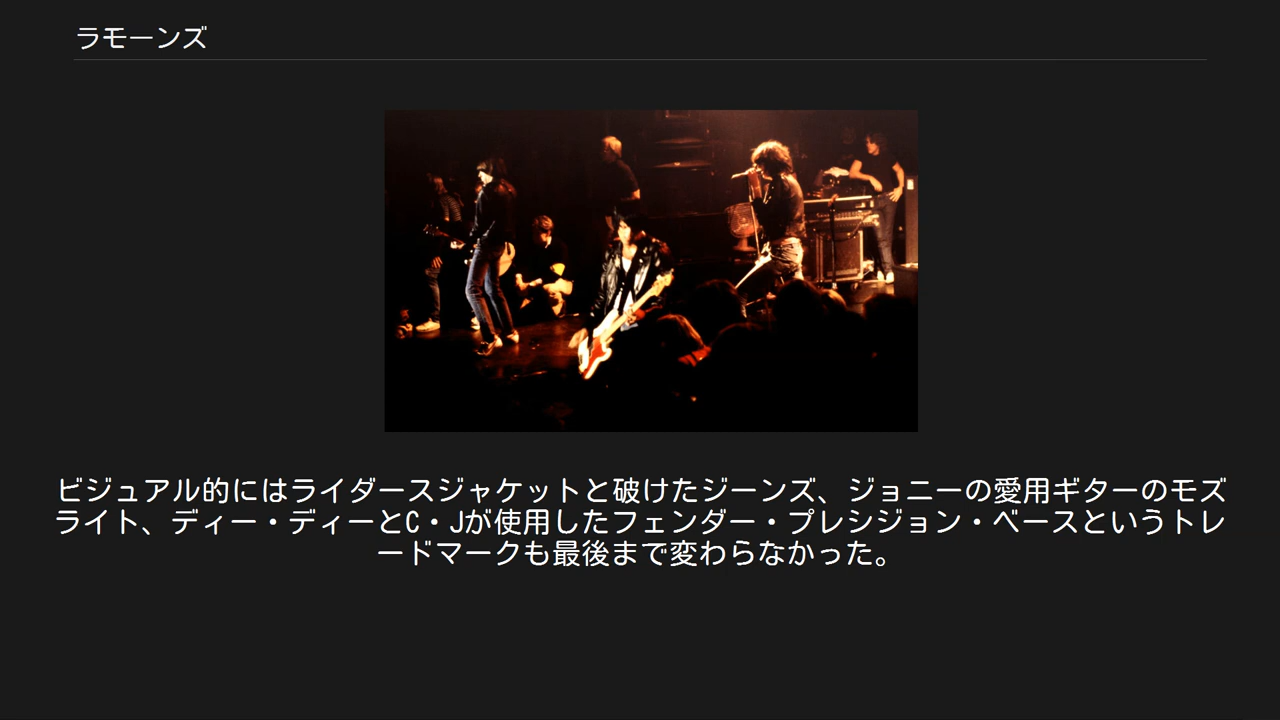 ラモーンズ
ビジュアル的にはライダースジャケットと破けたジーンズ、ジョニーの愛用ギターのモズ
ライト、ディー・ディーとC・Jが使用したフェンダー・プレシジョン・ベースというトレ
ードマークも最後まで変わらなかった。